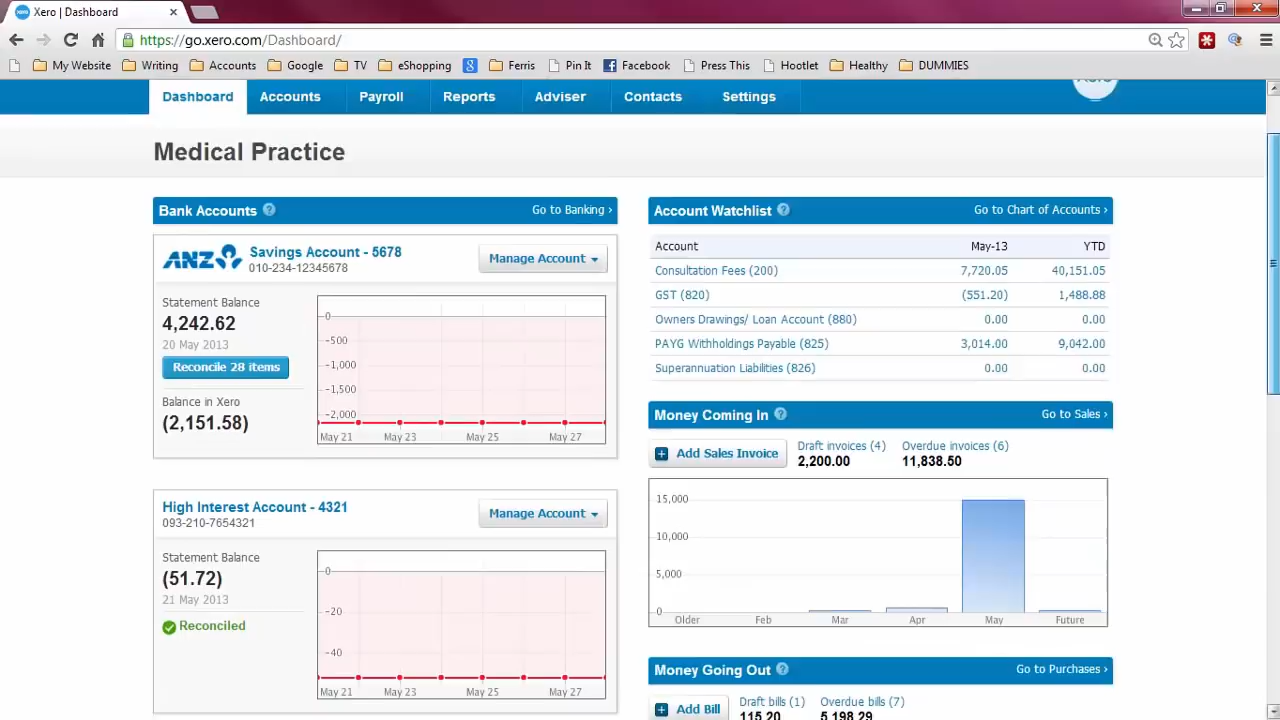 Xero | Dashboard
https://go.xero.com/Dashboard/
My Website Writing Accounts Google TV eShopping Ferris Pin It Facebook Press This Hootlet Healthy DUMMIES
Dashboard Accounts Payroll Reports Adviser Contacts Settings
Medical Practice
Bank Accounts ? Go to Banking ›
ANZ Savings Account - 5678
010-234-12345678
Manage Account
Statement Balance
4,242.62
20 May 2013
Reconcile 28 items
Balance in Xero
(2,151.58)
0
-500
-1,000
-1,500
-2,000
May 21 May 23 May 25 May 27
High Interest Account - 4321
093-210-7654321
Manage Account
Statement Balance
(51.72)
21 May 2013
Reconciled
0
-20
-40
May 21 May 23 May 25 May 27
Account Watchlist ? Go to Chart of Accounts ›
Account May-13 YTD
Consultation Fees (200) 7,720.05 40,151.05
GST (820) (551.20) 1,488.88
Owners Drawings/ Loan Account (880) 0.00 0.00
PAYG Withholdings Payable (825) 3,014.00 9,042.00
Superannuation Liabilities (826) 0.00 0.00
Money Coming In ? Go to Sales ›
Add Sales Invoice
Draft invoices (4)
2,200.00
Overdue invoices (6)
11,838.50
15,000
10,000
5,000
0
Older Feb Mar Apr May Future
Money Going Out ? Go to Purchases ›
Add Bill
Draft bills (1)
115.20
Overdue bills (7)
5,198.29